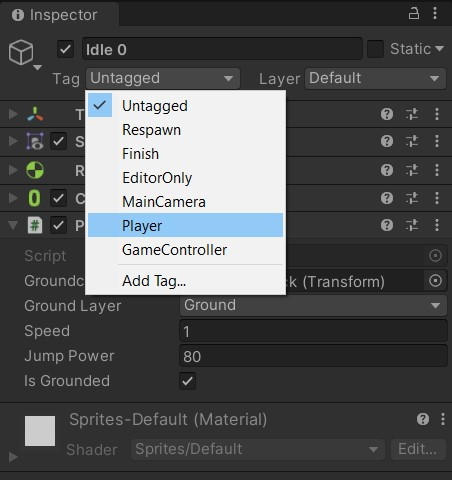 Inspector
Idle 0
Static
Tag Untagged
Layer Default
Untagged
Respawn
Finish
EditorOnly
MainCamera
Player
GameController
Add Tag...
T
S
R
C
P
Script
Groundc
k (Transform)
Ground Layer Ground
Speed 1
Jump Power 80
Is Grounded
Sprites-Default (Material)
Shader Sprites/Default Edit...